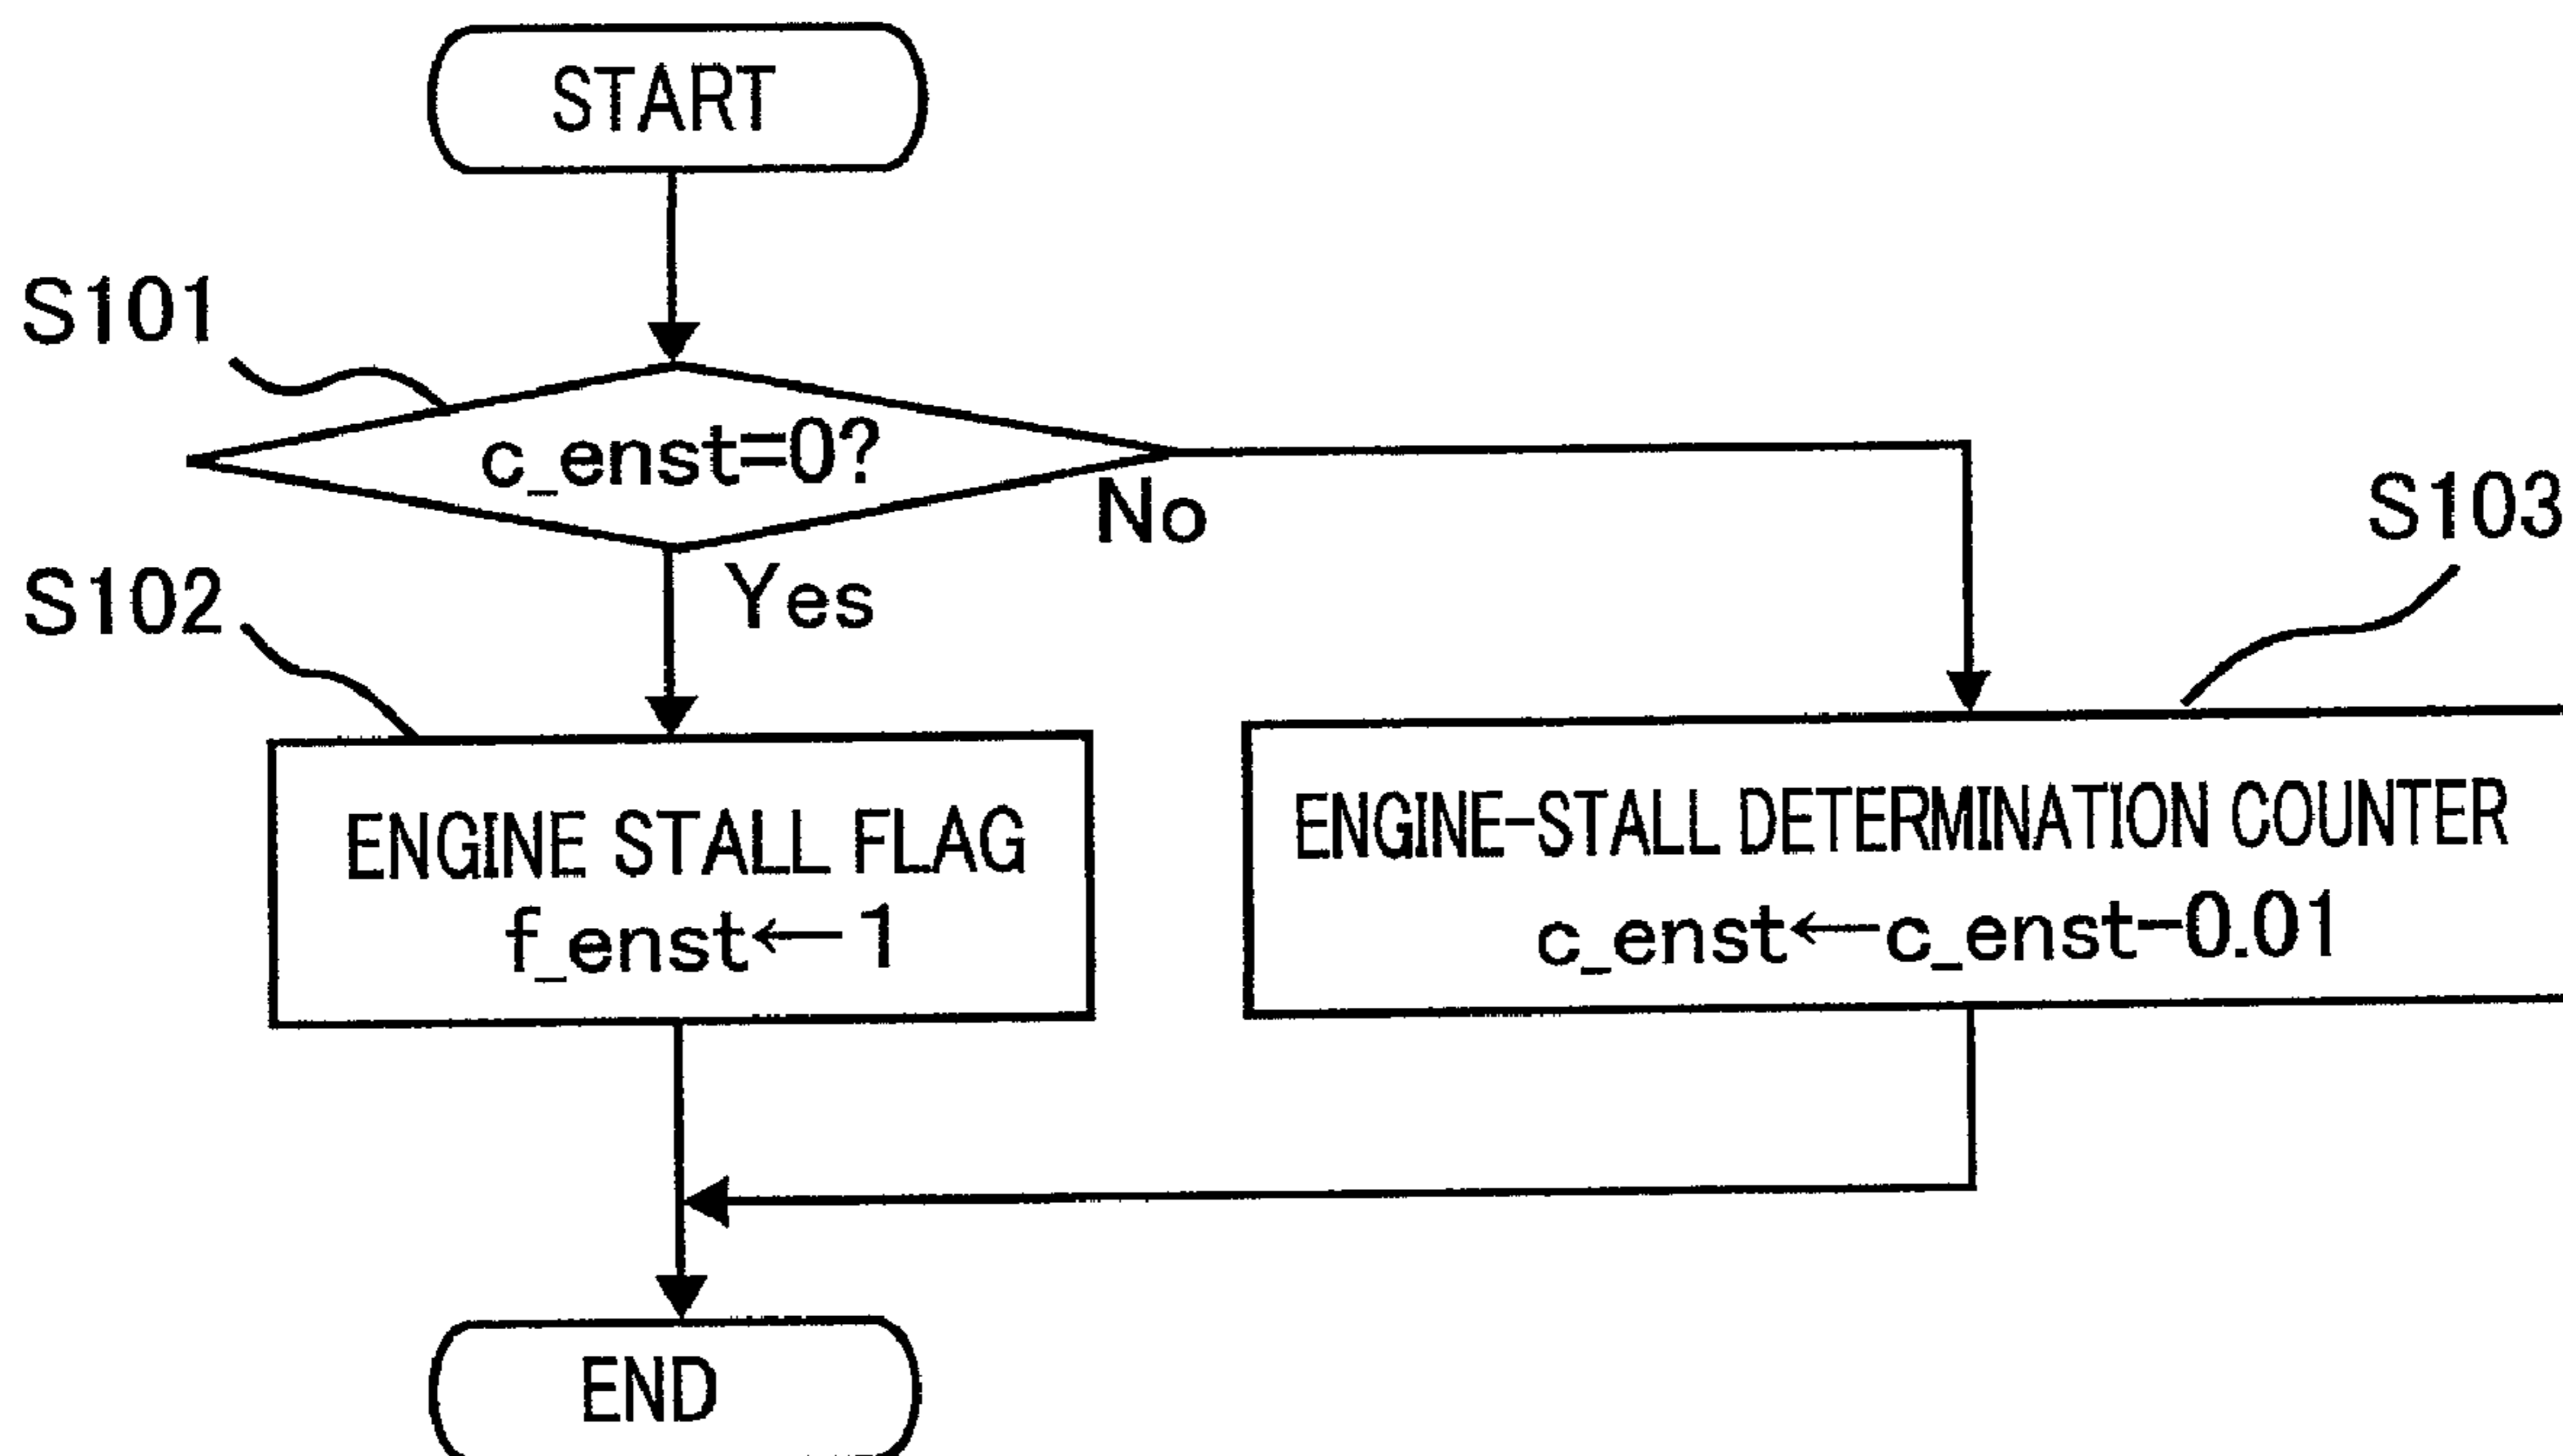 START
S101
c_enst=0?
No
S103
S102
Yes
ENGINE STALL FLAG
f_enst←1
ENGINE-STALL DETERMINATION COUNTER
c_enst←c_enst-0.01
END